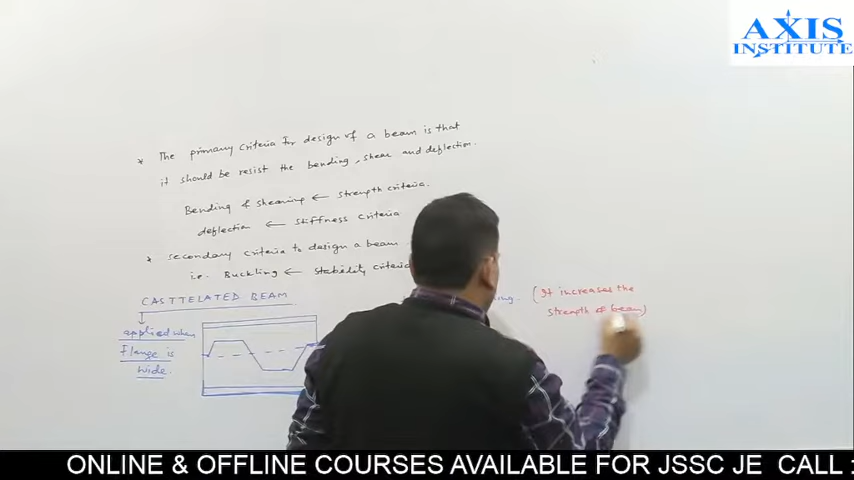 AXIS
INSTITUTE
* The primary criteria for design of a beam is that
it should be resist the bending, shear and deflection.
Bending & shearing ← strength criteria.
deflection ← stiffness criteria
* secondary criteria to design a beam
i.e. Buckling ← stability criteria
CASTTELATED BEAM
applied when
flange is
wide.
(It increases the
strength of beam)
ONLINE & OFFLINE COURSES AVAILABLE FOR JSSC JE CALL :